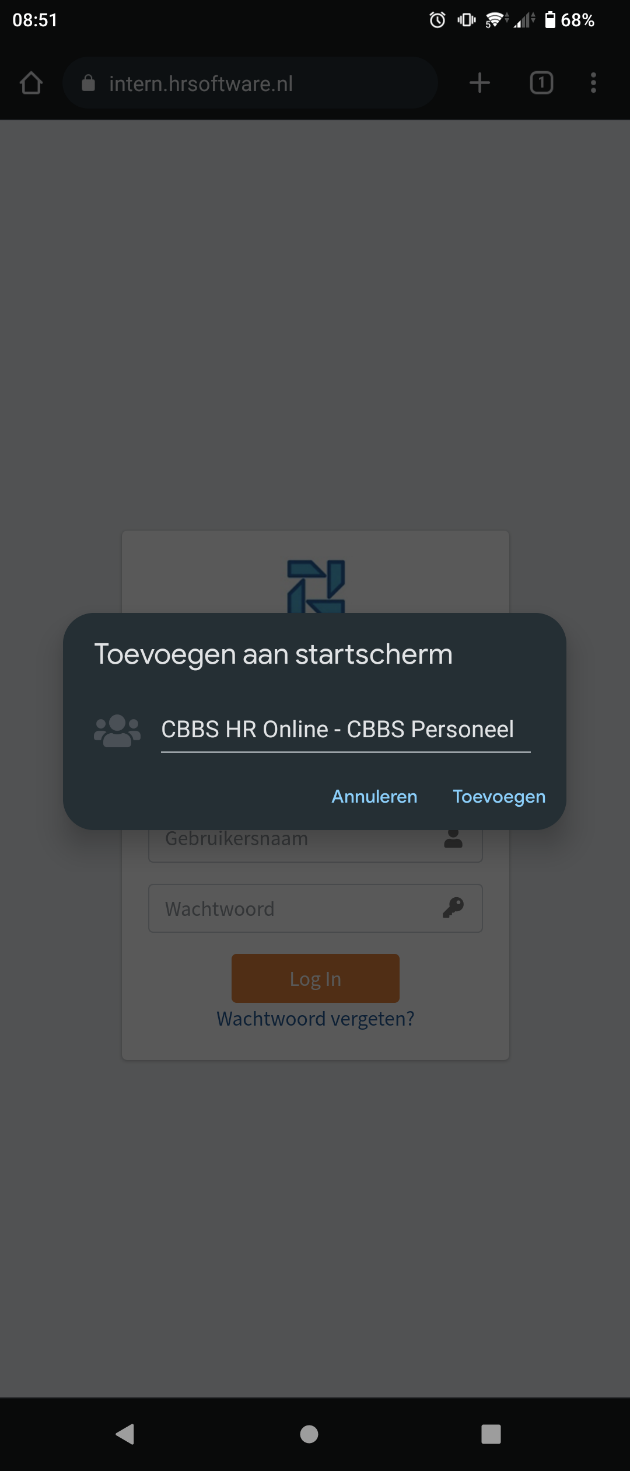 08:51
68%
intern.hrsoftware.nl
1
Toevoegen aan startscherm
CBBS HR Online - CBBS Personeel
Annuleren Toevoegen
Gebruikersnaam
Wachtwoord
Log In
Wachtwoord vergeten?